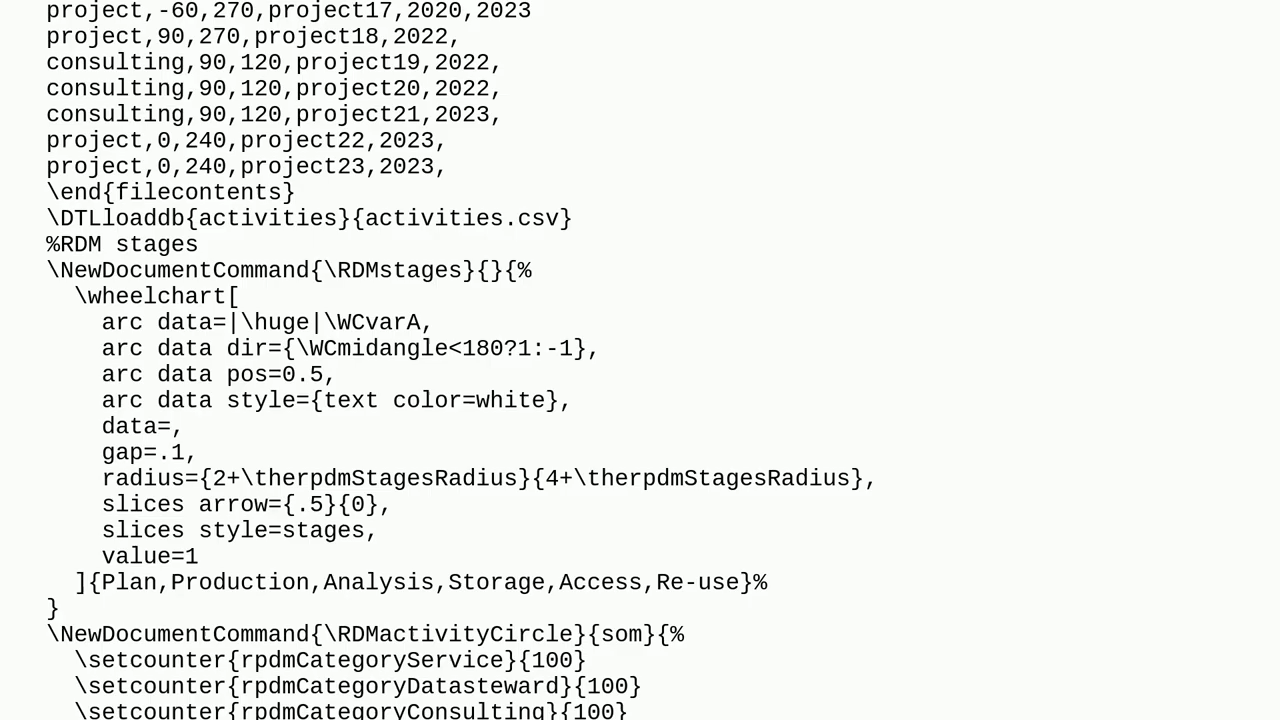 project,-60,270,project17,2020,2023
project,90,270,project18,2022,
consulting,90,120,project19,2022,
consulting,90,120,project20,2022,
consulting,90,120,project21,2023,
project,0,240,project22,2023,
project,0,240,project23,2023,
\end{filecontents}
\DTLloaddb{activities}{activities.csv}
%RDM stages
\NewDocumentCommand{\RDMstages}{}{%
  \wheelchart[
    arc data=|\huge|\WCvarA,
    arc data dir={\WCmidangle<180?1:-1},
    arc data pos=0.5,
    arc data style={text color=white},
    data=,
    gap=.1,
    radius={2+\therpdmStagesRadius}{4+\therpdmStagesRadius},
    slices arrow={.5}{0},
    slices style=stages,
    value=1
  ]{Plan,Production,Analysis,Storage,Access,Re-use}%
}
\NewDocumentCommand{\RDMactivityCircle}{som}{%
  \setcounter{rpdmCategoryService}{100}
  \setcounter{rpdmCategoryDatasteward}{100}
  \setcounter{rpdmCategoryConsulting}{100}